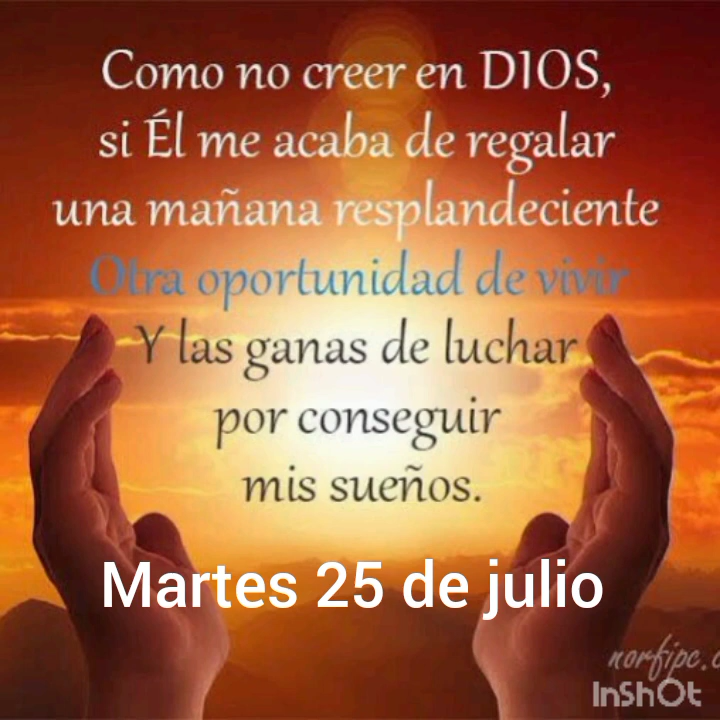 Como no creer en DIOS,
si Él me acaba de regalar
una mañana resplandeciente
Otra oportunidad de vivir
Y las ganas de luchar
por conseguir
mis sueños.
Martes 25 de julio
norfipc.c
InShOt